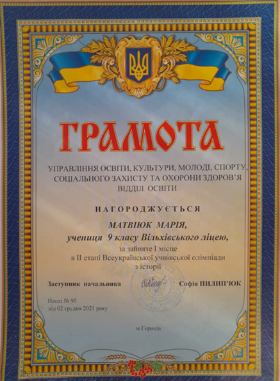 ГРАМОТА
УПРАВЛІННЯ ОСВІТИ, КУЛЬТУРИ, МОЛОДІ, СПОРТУ,
СОЦІАЛЬНОГО ЗАХИСТУ ТА ОХОРОНИ ЗДОРОВ'Я
ВІДДІЛ ОСВІТИ
НАГОРОДЖУЄТЬСЯ
МАТВІЮК МАРІЯ,
учениця 9 класу Вільхівського ліцею,
за зайняте І місце
в ІІ етапі Всеукраїнської учнівської олімпіади
з історії
Заступник начальника Софія ПИЛИП'ЮК
Наказ № 95
від 02 грудня 2021 року